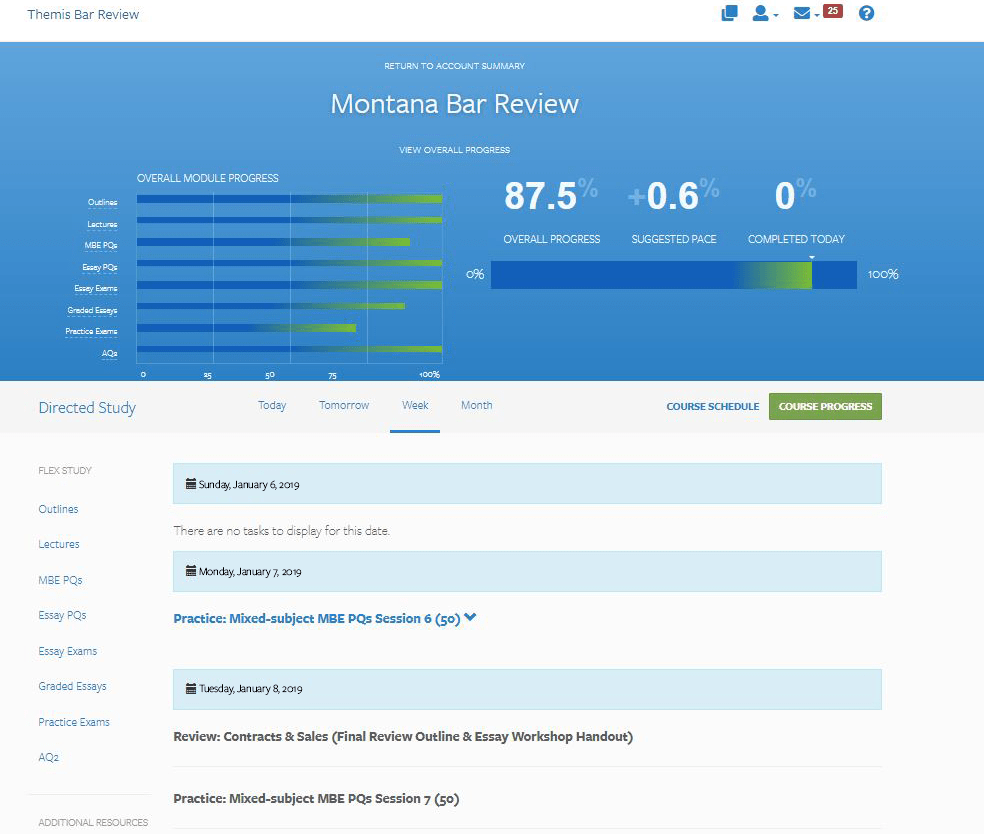 Themis Bar Review
25
RETURN TO ACCOUNT SUMMARY
Montana Bar Review
VIEW OVERALL PROGRESS
OVERALL MODULE PROGRESS
Outlines
Lectures
MBE PQs
Essay PQs
Essay Exams
Graded Essays
Practice Exams
AQ2
0 25 50 75 100%
87.5% +0.6% 0%
OVERALL PROGRESS SUGGESTED PACE COMPLETED TODAY
0% 100%
Directed Study Today Tomorrow Week Month COURSE SCHEDULE COURSE PROGRESS
FLEX STUDY
Outlines
Lectures
MBE PQs
Essay PQs
Essay Exams
Graded Essays
Practice Exams
AQ2
ADDITIONAL RESOURCES
Sunday, January 6, 2019
There are no tasks to display for this date.
Monday, January 7, 2019
Practice: Mixed-subject MBE PQs Session 6 (50)
Tuesday, January 8, 2019
Review: Contracts & Sales (Final Review Outline & Essay Workshop Handout)
Practice: Mixed-subject MBE PQs Session 7 (50)